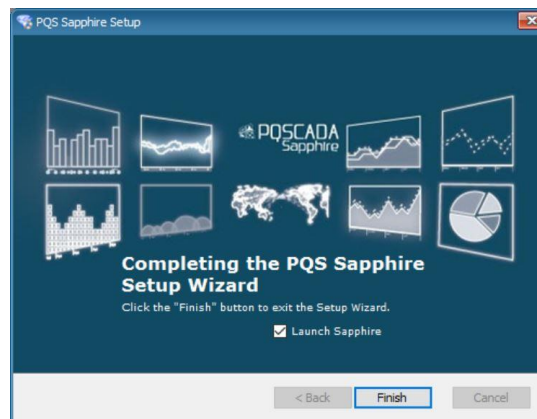 PQS Sapphire Setup
PQSCADA
Sapphire
Completing the PQS Sapphire
Setup Wizard
Click the "Finish" button to exit the Setup Wizard.
Launch Sapphire
< Back Finish Cancel